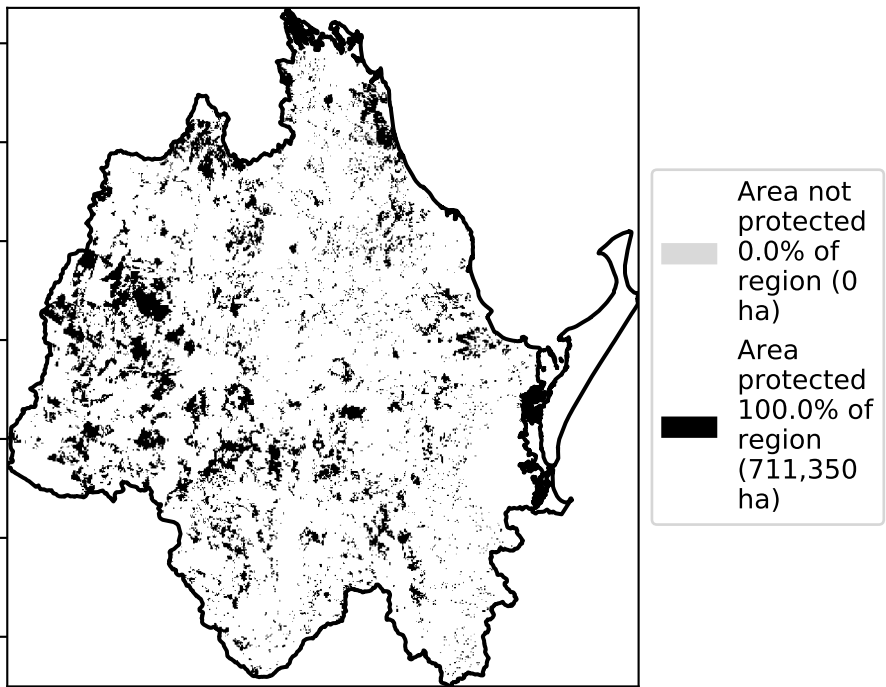 Area not
protected
0.0% of
region (0
ha)
Area
protected
100.0% of
region
(711,350
ha)